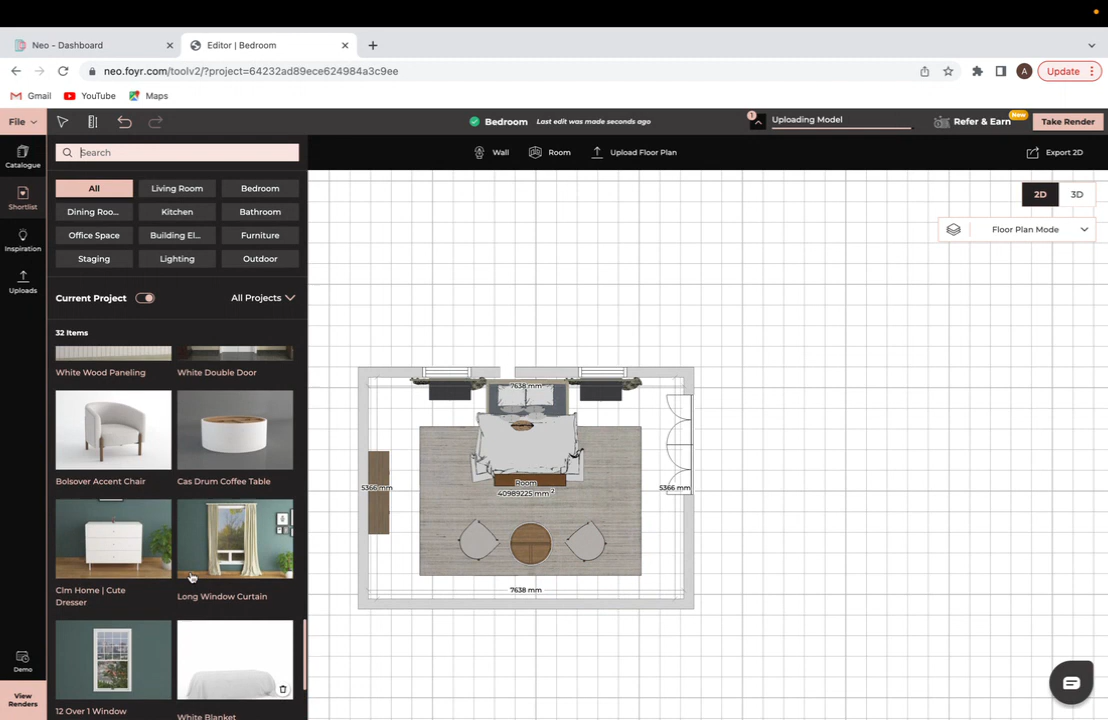 Neo - Dashboard
Editor | Bedroom
neo.foyr.com/toolv2/?project=64232ad89ece624984a3c9ee
A
Update
Gmail
YouTube
Maps
File
Bedroom
Last edit was made seconds ago
1
Uploading Model
Refer & Earn
New
Take Render
Catalogue
Shortlist
Inspiration
Uploads
Demo
View
Renders
Search
Wall
Room
Upload Floor Plan
Export 2D
All
Living Room
Bedroom
Dining Roo...
Kitchen
Bathroom
Office Space
Building El...
Furniture
Staging
Lighting
Outdoor
2D
3D
Floor Plan Mode
Current Project
All Projects
32 Items
White Wood Paneling
White Double Door
Bolsover Accent Chair
Cas Drum Coffee Table
Clm Home | Cute
Dresser
Long Window Curtain
12 Over 1 Window
White Blanket
7638 mm
5366 mm
Room
40989225 mm 2
5366 mm
7638 mm